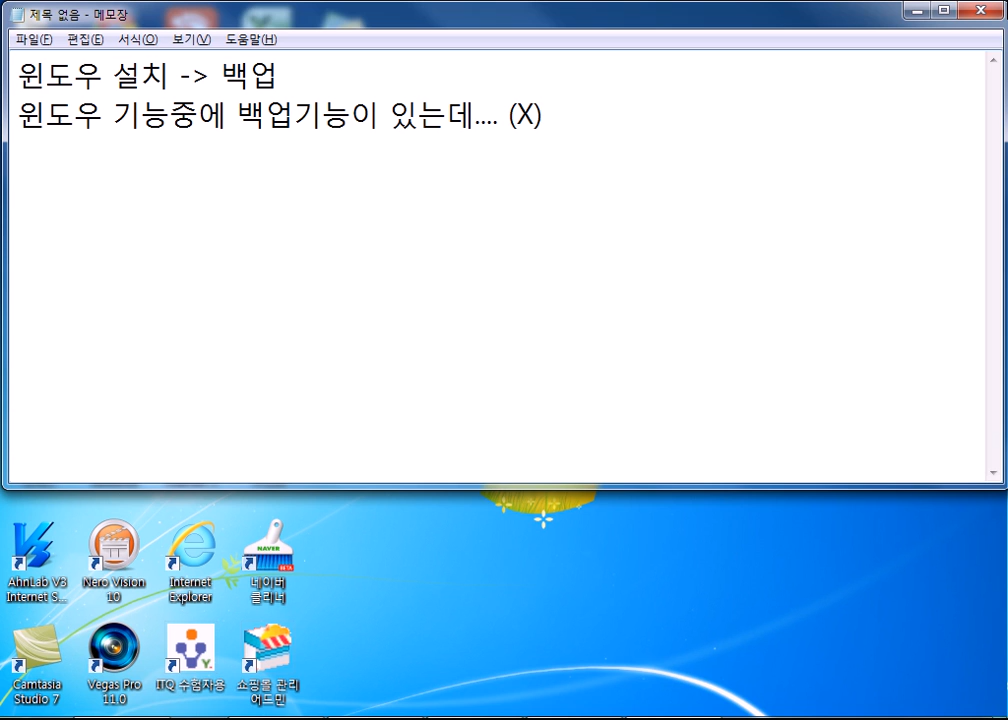 제목 없음 - 메모장
파일(F) 편집(E) 서식(O) 보기(V) 도움말(H)
윈도우 설치 -> 백업
윈도우 기능중에 백업기능이 있는데.... (X)
AhnLab V3 Internet S...
Nero Vision 10
Internet Explorer
NAVER
BETA
네이버 클리너
Camtasia Studio 7
Vegas Pro 11.0
Y.
ITQ 수험자용
쇼핑몰 관리 어드민